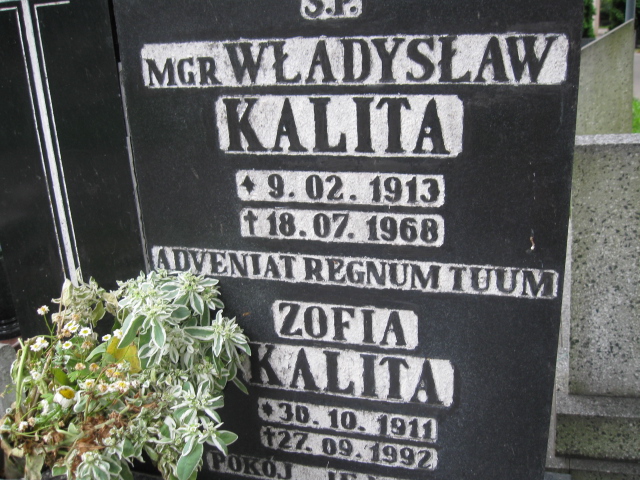 Ś.P.
MGR WŁADYSŁAW
KALITA
* 9.02.1913
† 18.07.1968
ADVENIAT REGNUM TUUM
ZOFIA
KALITA
* 30.10.1911
† 27.09.1992
POKÓJ